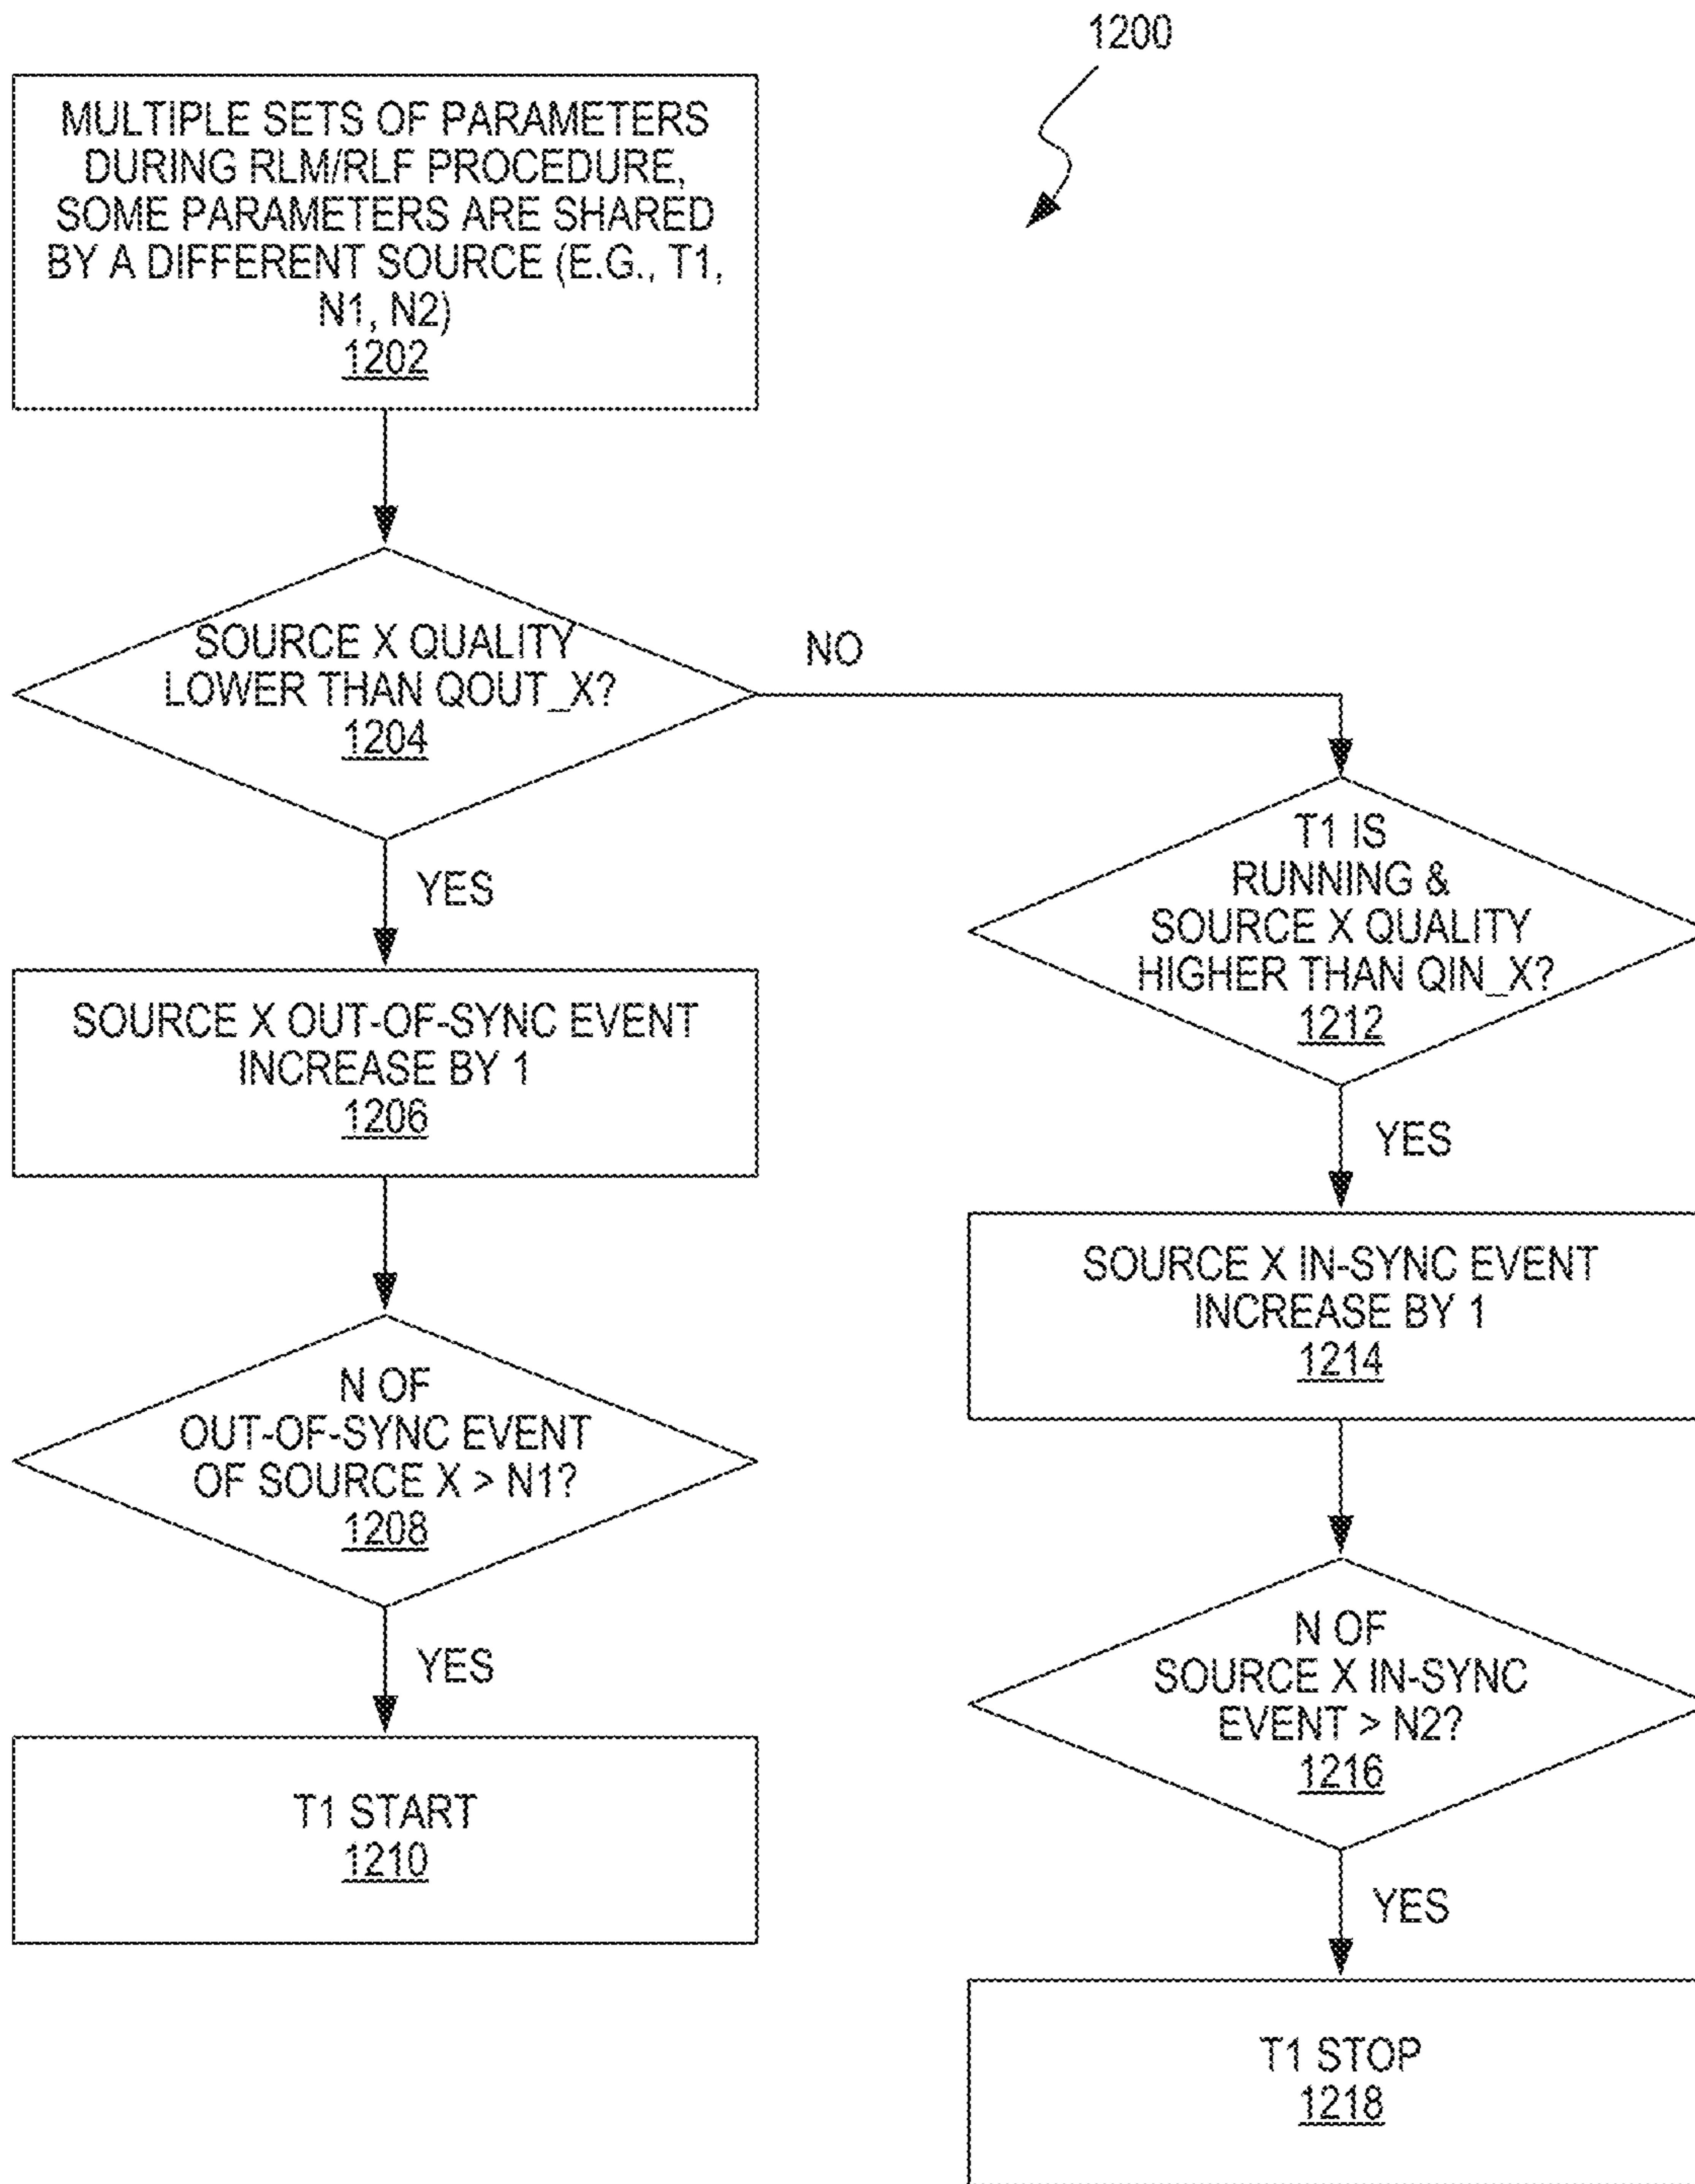 1200
MULTIPLE SETS OF PARAMETERS
DURING RLM/RLF PROCEDURE,
SOME PARAMETERS ARE SHARED
BY A DIFFERENT SOURCE (E.G., T1,
N1, N2)
1202
SOURCE X QUALITY
LOWER THAN QOUT_X?
1204
NO
YES
SOURCE X OUT-OF-SYNC EVENT
INCREASE BY 1
1206
N OF
OUT-OF-SYNC EVENT
OF SOURCE X > N1?
1208
YES
T1 START
1210
T1 IS
RUNNING &
SOURCE X QUALITY
HIGHER THAN QIN_X?
1212
YES
SOURCE X IN-SYNC EVENT
INCREASE BY 1
1214
N OF
SOURCE X IN-SYNC
EVENT > N2?
1216
YES
T1 STOP
1218